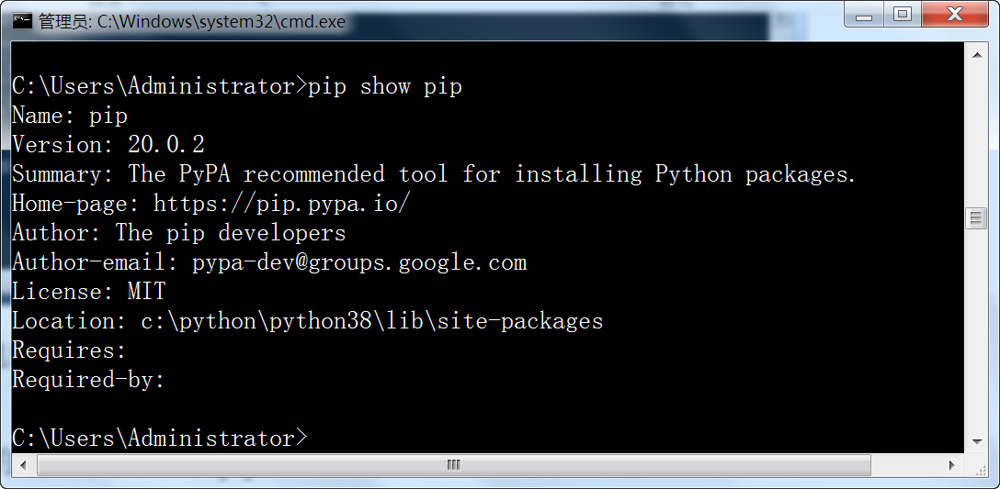 管理员: C:\Windows\system32\cmd.exe
C:\Users\Administrator>pip show pip
Name: pip
Version: 20.0.2
Summary: The PyPA recommended tool for installing Python packages.
Home-page: https://pip.pypa.io/
Author: The pip developers
Author-email: pypa-dev@groups.google.com
License: MIT
Location: c:\python\python38\lib\site-packages
Requires:
Required-by:
C:\Users\Administrator>